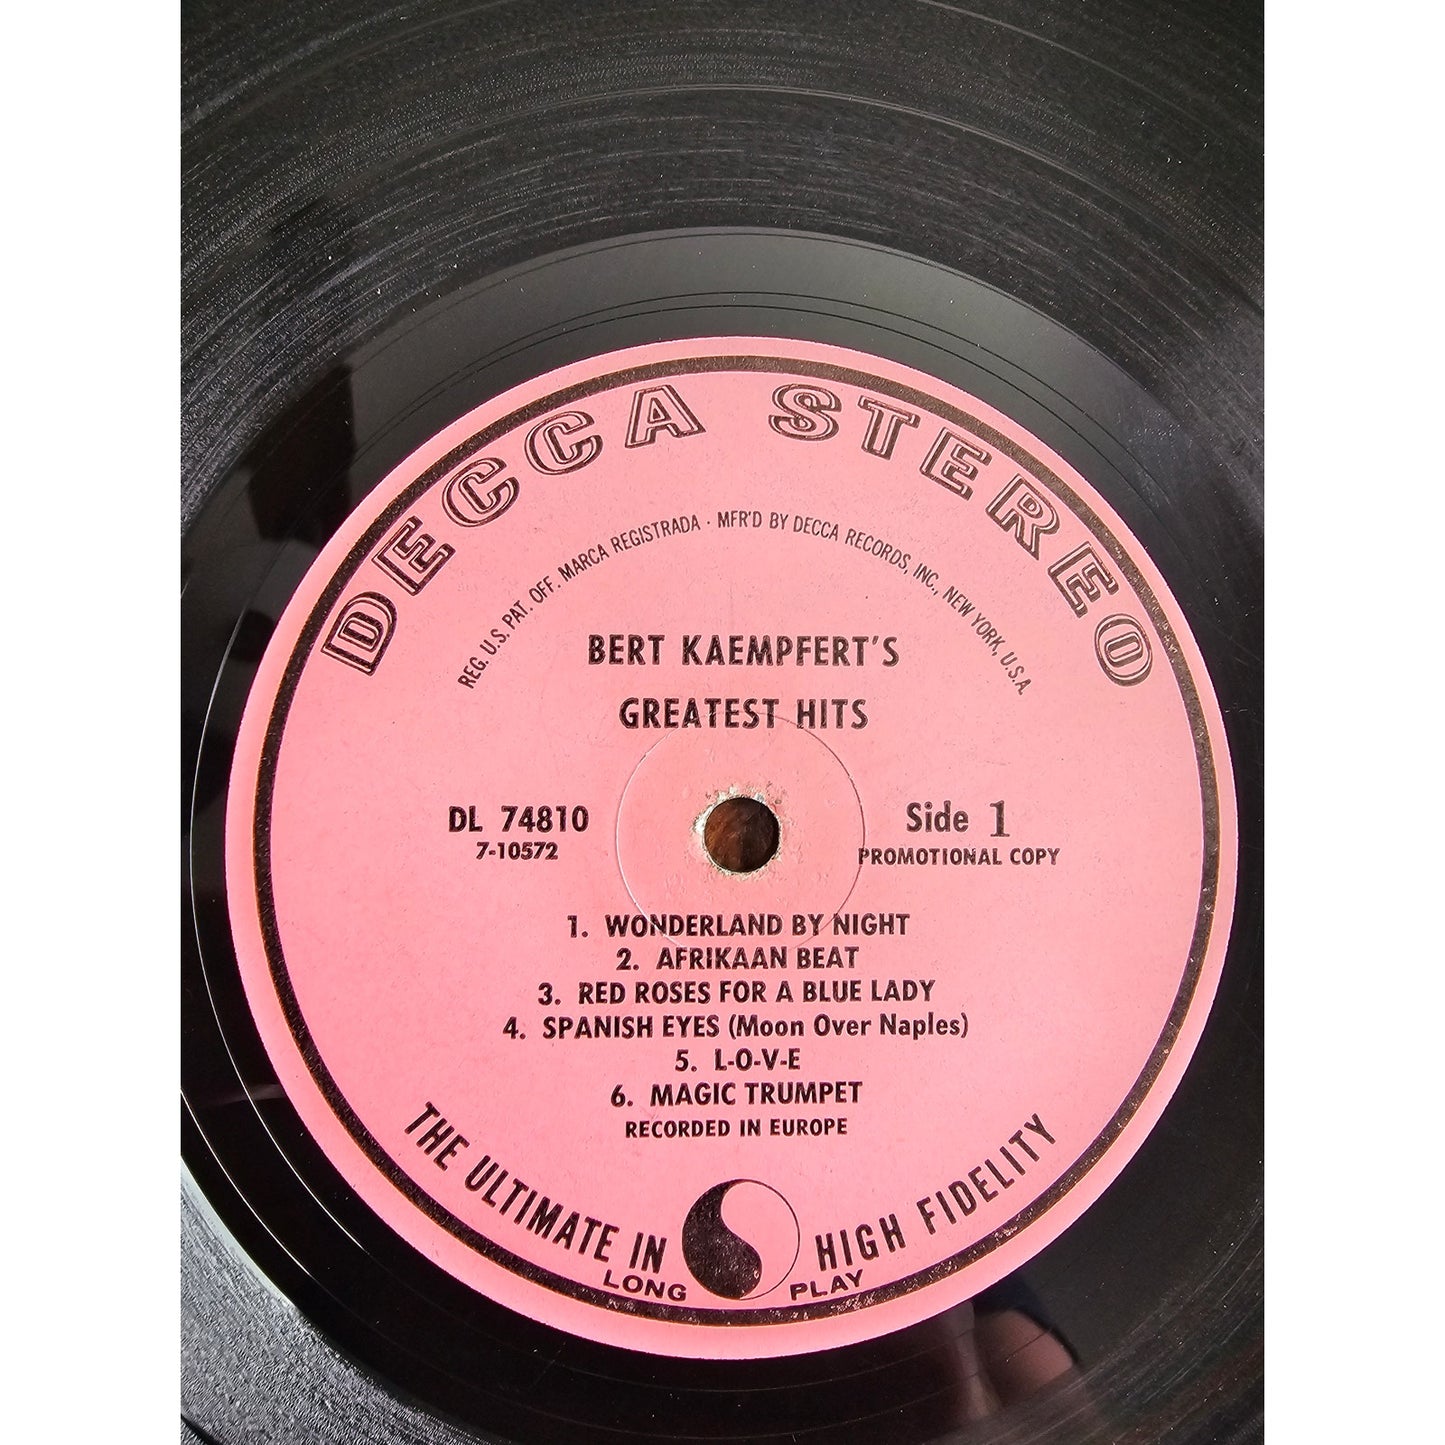 DECCA STEREO
REG. U.S. PAT. OFF. MARCA REGISTRADA · MFR'D BY DECCA RECORDS, INC., NEW YORK, U.S.A.
BERT KAEMPFERT'S
GREATEST HITS
DL 74810
7-10572
Side 1
PROMOTIONAL COPY
1. WONDERLAND BY NIGHT
2. AFRIKAAN BEAT
3. RED ROSES FOR A BLUE LADY
4. SPANISH EYES (Moon Over Naples)
5. L-O-V-E
6. MAGIC TRUMPET
RECORDED IN EUROPE
THE ULTIMATE IN HIGH FIDELITY
LONG PLAY